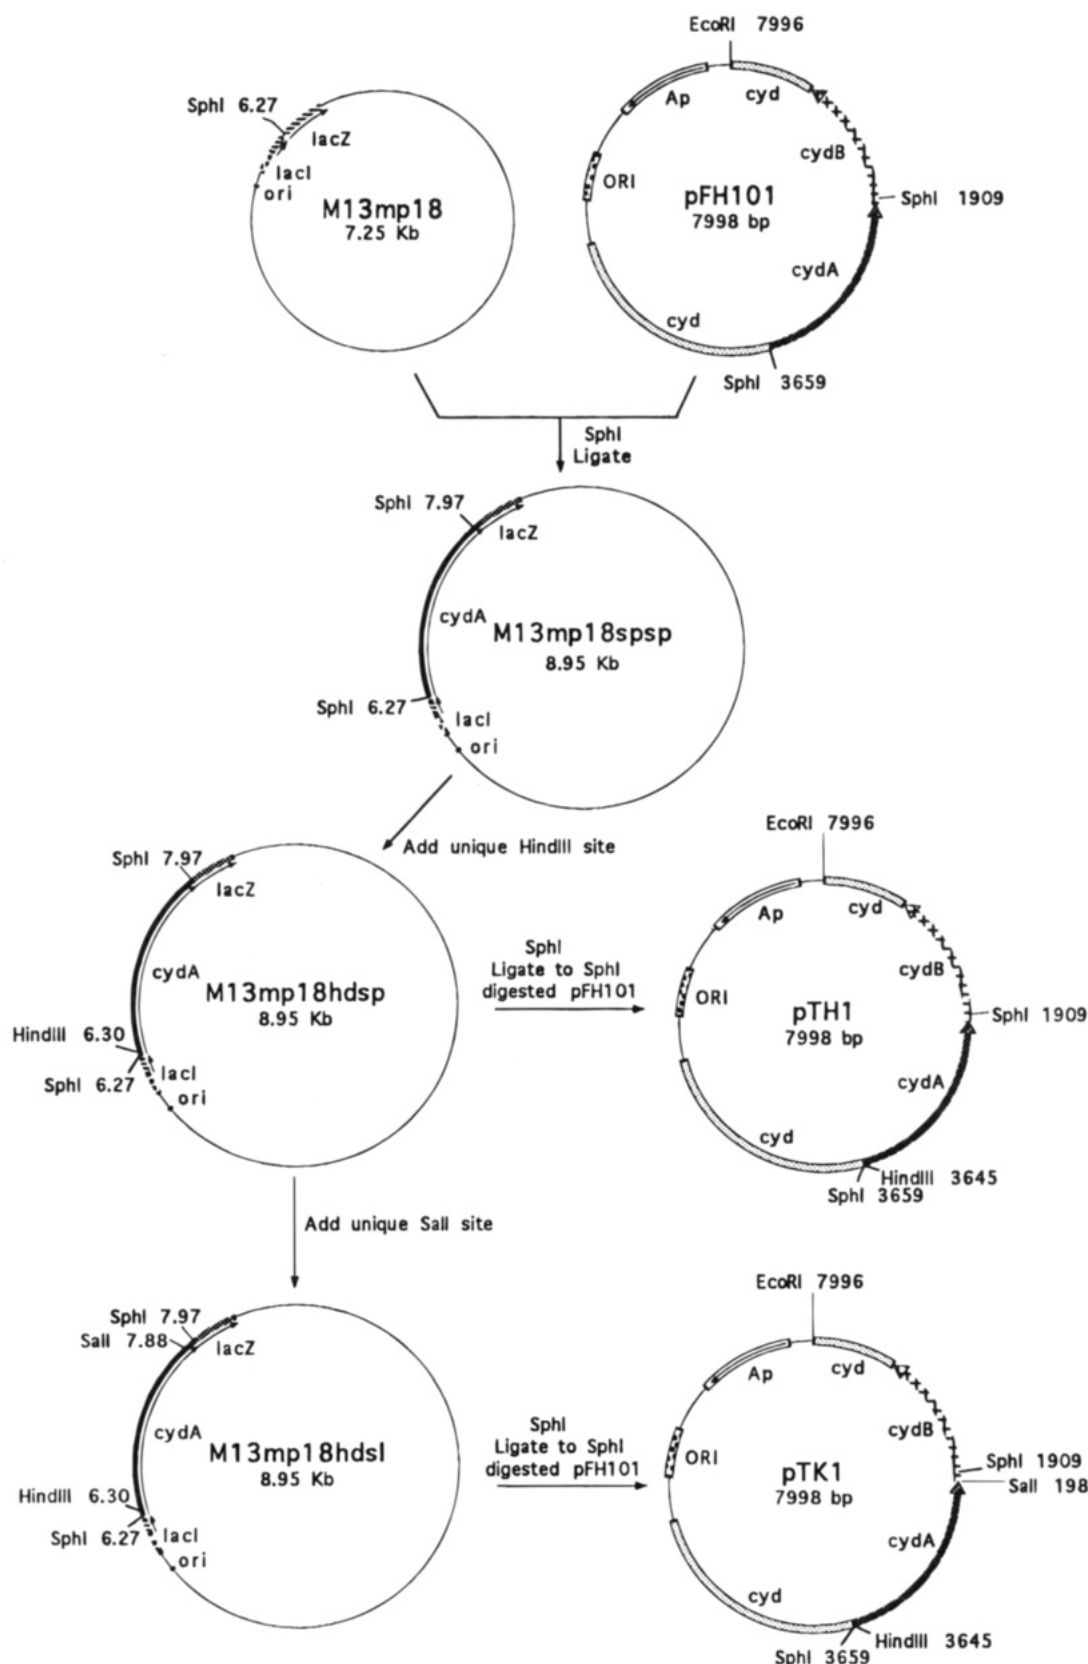 EcoRI 7996
SphI 6.27
Ap
cyd
lacZ
cydB
lacI
ori
ORI
M13mp18
7.25 Kb
pFH101
7998 bp
SphI 1909
cydA
cyd
SphI 3659
SphI
Ligate
SphI 7.97
lacZ
cydA
M13mp18spsp
8.95 Kb
SphI 6.27
lacI
ori
Add unique HindIII site
EcoRI 7996
SphI 7.97
lacZ
Ap
cyd
cydB
cydA
M13mp18hdsp
8.95 Kb
SphI
Ligate to SphI
digested pFH101
ORI
pTH1
7998 bp
SphI 1909
HindIII 6.30
SphI 6.27
lacI
ori
cydA
cyd
HindIII 3645
SphI 3659
Add unique SalI site
EcoRI 7996
SphI 7.97
SalI 7.88
lacZ
Ap
cyd
cydB
cydA
M13mp18hdsl
8.95 Kb
SphI
Ligate to SphI
digested pFH101
ORI
pTK1
7998 bp
SphI 1909
SalI 198
HindIII 6.30
SphI 6.27
lacI
ori
cydA
cyd
HindIII 3645
SphI 3659